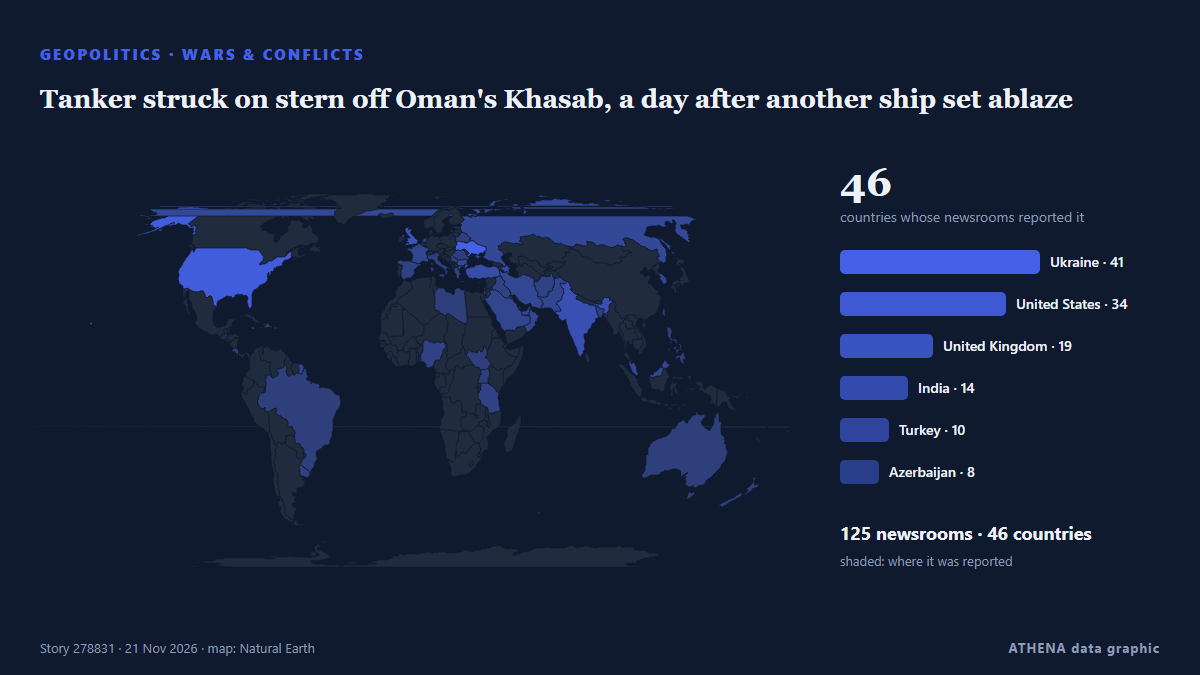 GEOPOLITICS · WARS & CONFLICTS
Tanker struck on stern off Oman's Khasab, a day after another ship set ablaze
46
countries whose newsrooms reported it
Ukraine · 41
United States · 34
United Kingdom · 19
India · 14
Turkey · 10
Azerbaijan · 8
125 newsrooms · 46 countries
shaded: where it was reported
Story 278831 · 21 Nov 2026 · map: Natural Earth
ATHENA data graphic